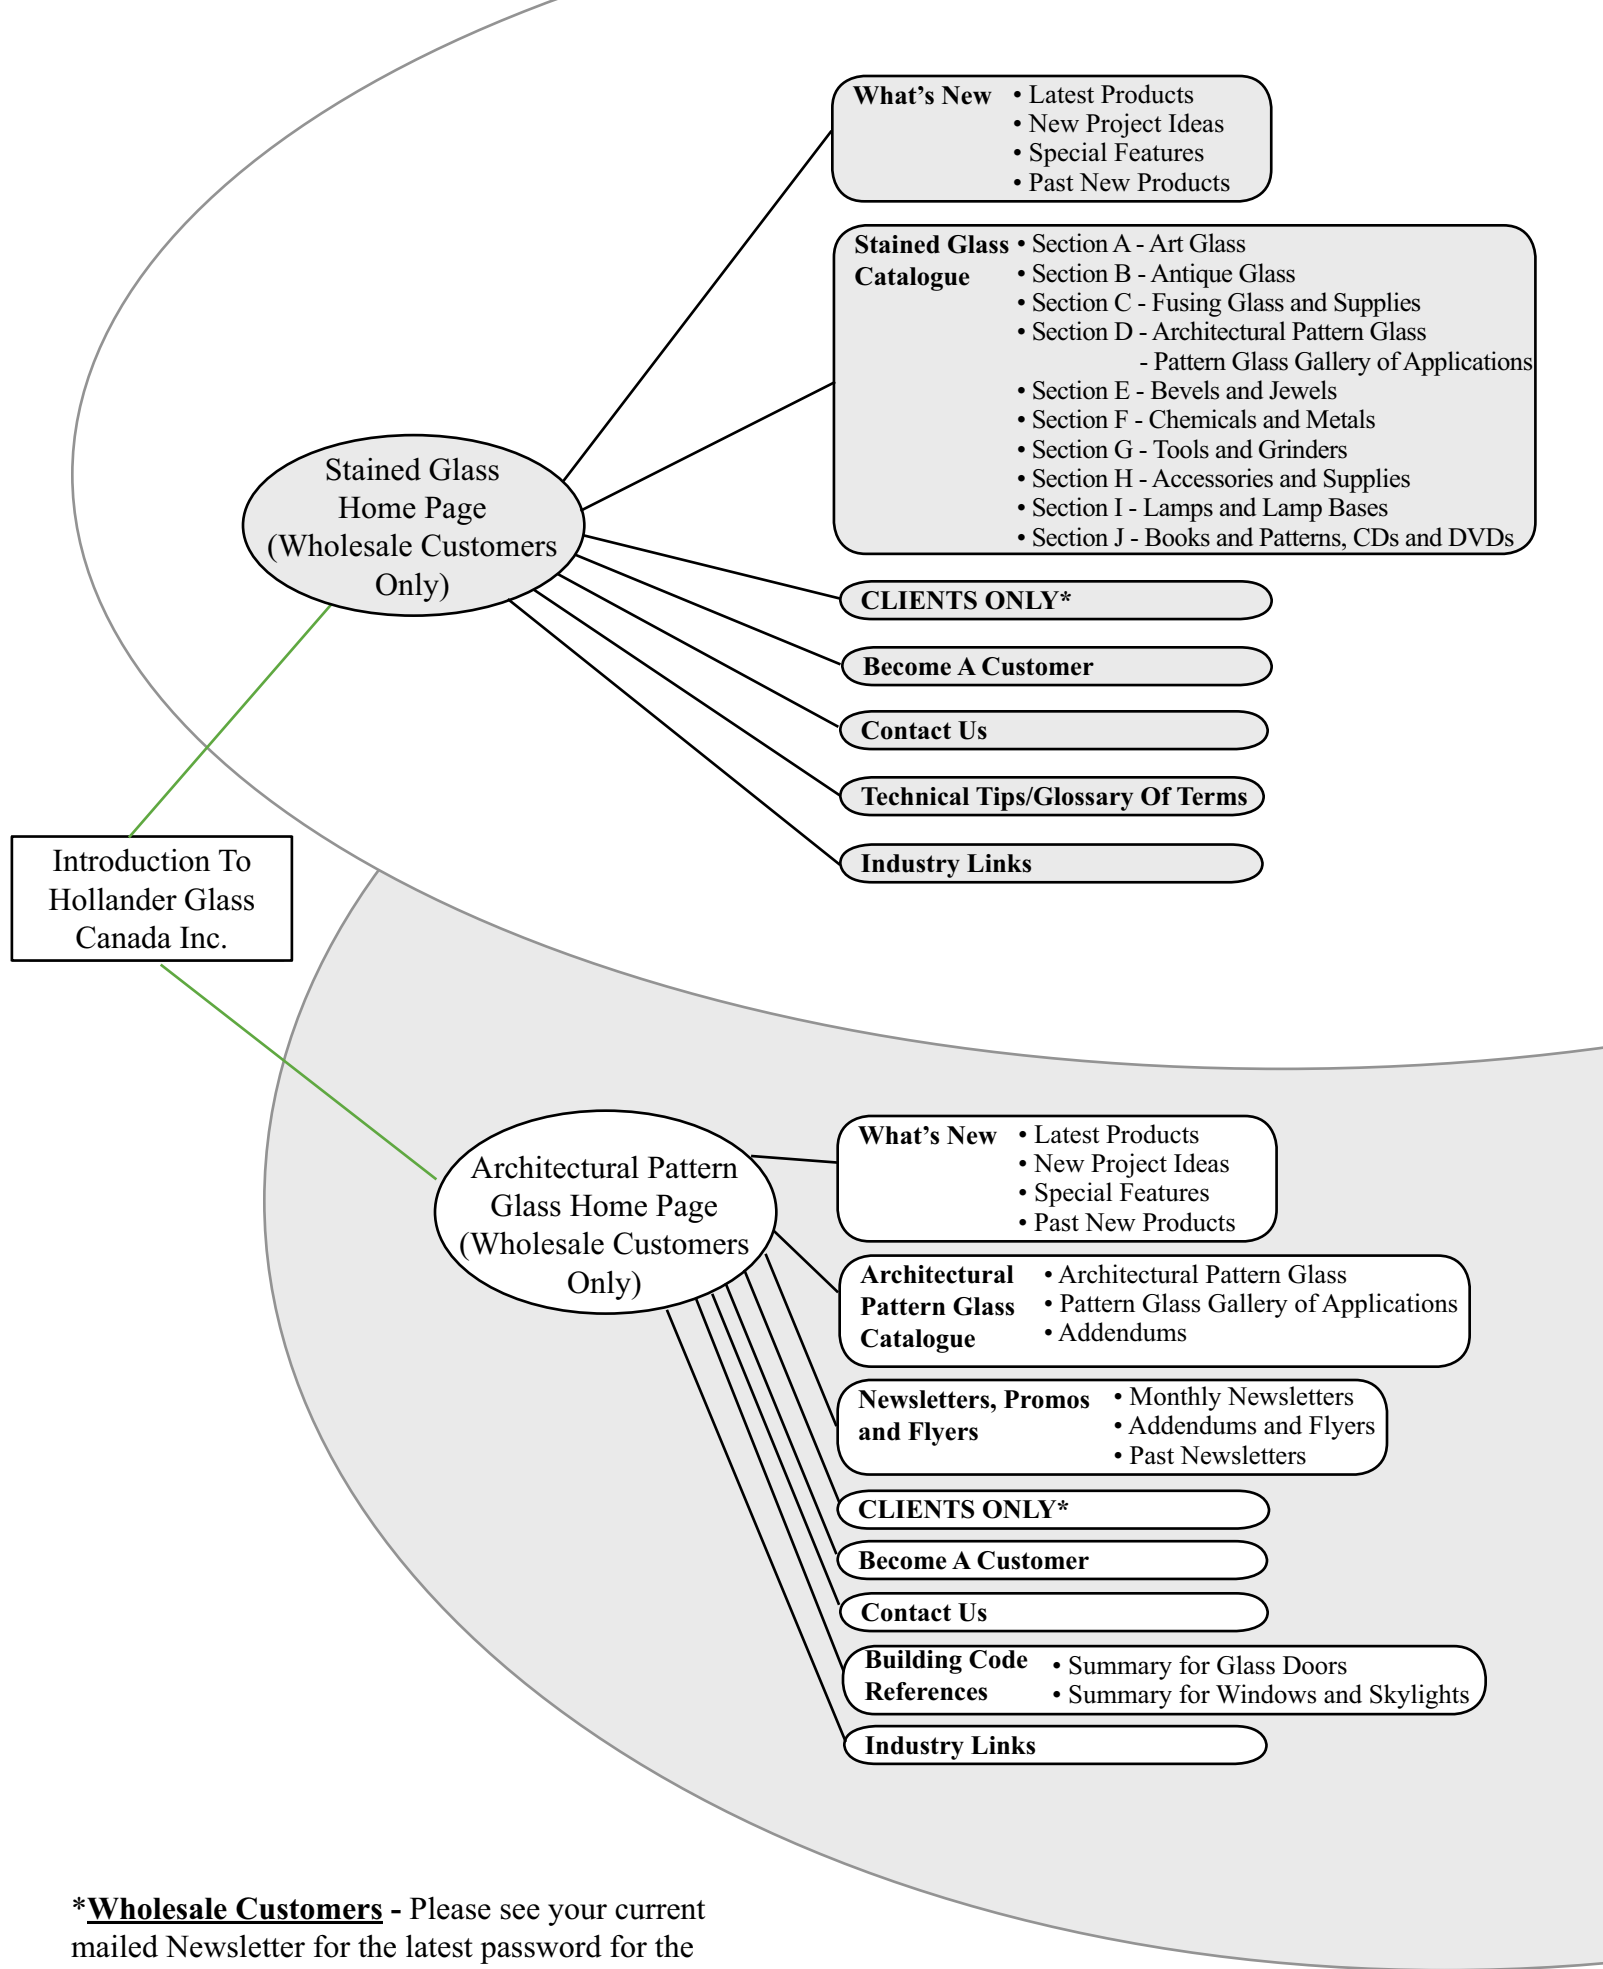 What’s New • Latest Products
• New Project Ideas
• Special Features
• Past New Products
Stained Glass • Section A - Art Glass
Catalogue • Section B - Antique Glass
• Section C - Fusing Glass and Supplies
• Section D - Architectural Pattern Glass
- Pattern Glass Gallery of Applications
• Section E - Bevels and Jewels
• Section F - Chemicals and Metals
• Section G - Tools and Grinders
• Section H - Accessories and Supplies
• Section I - Lamps and Lamp Bases
• Section J - Books and Patterns, CDs and DVDs
Stained Glass
Home Page
(Wholesale Customers
Only)
CLIENTS ONLY*
Become A Customer
Contact Us
Technical Tips/Glossary Of Terms
Industry Links
Introduction To
Hollander Glass
Canada Inc.
Architectural Pattern
Glass Home Page
(Wholesale Customers
Only)
What’s New • Latest Products
• New Project Ideas
• Special Features
• Past New Products
Architectural • Architectural Pattern Glass
Pattern Glass • Pattern Glass Gallery of Applications
Catalogue • Addendums
Newsletters, Promos • Monthly Newsletters
and Flyers • Addendums and Flyers
• Past Newsletters
CLIENTS ONLY*
Become A Customer
Contact Us
Building Code • Summary for Glass Doors
References • Summary for Windows and Skylights
Industry Links
*Wholesale Customers - Please see your current
mailed Newsletter for the latest password for the